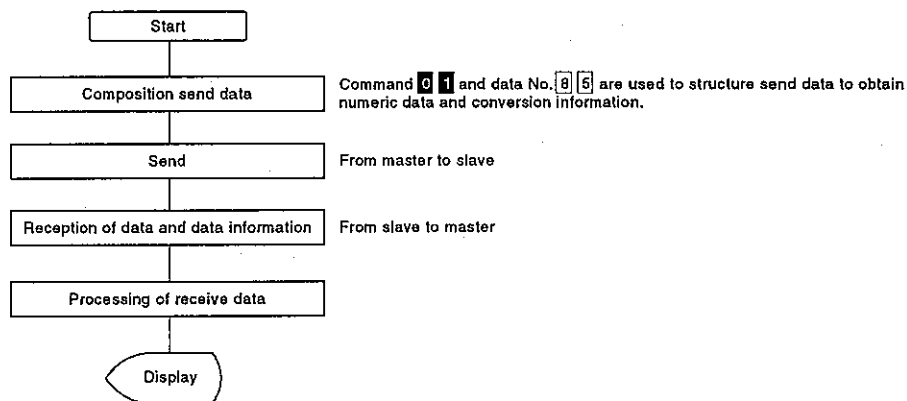 Start
Composition send data
Command 0 1 and data No. 8 5 are used to structure send data to obtain
numeric data and conversion information.
Send
From master to slave
Reception of data and data information
From slave to master
Processing of receive data
Display